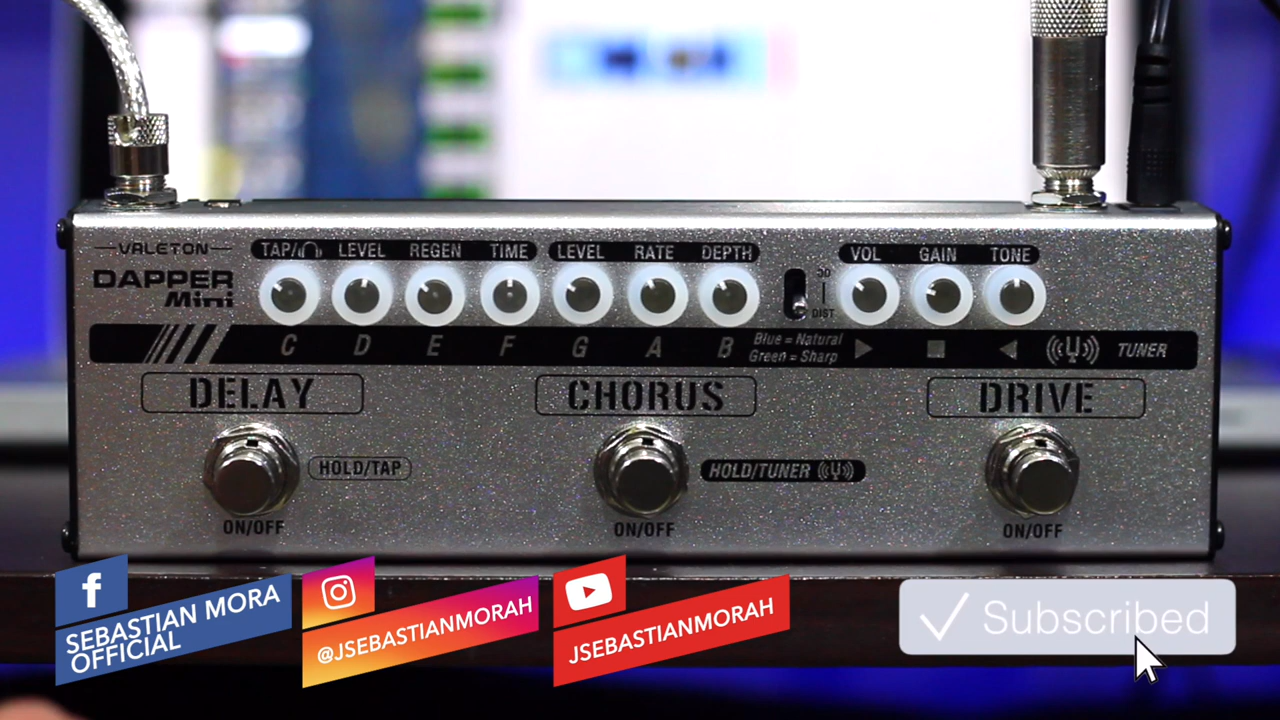 VALETON
DAPPER
Mini
TAP/ LEVEL REGEN TIME
LEVEL RATE DEPTH
OD
DIST
VOL GAIN TONE
C D E F G A B
Blue = Natural
Green = Sharp
TUNER
DELAY
CHORUS
DRIVE
HOLD/TAP
HOLD/TUNER
ON/OFF
ON/OFF
ON/OFF
SEBASTIAN MORA
OFFICIAL
@JSEBASTIANMORAH
JSEBASTIANMORAH
Subscribed